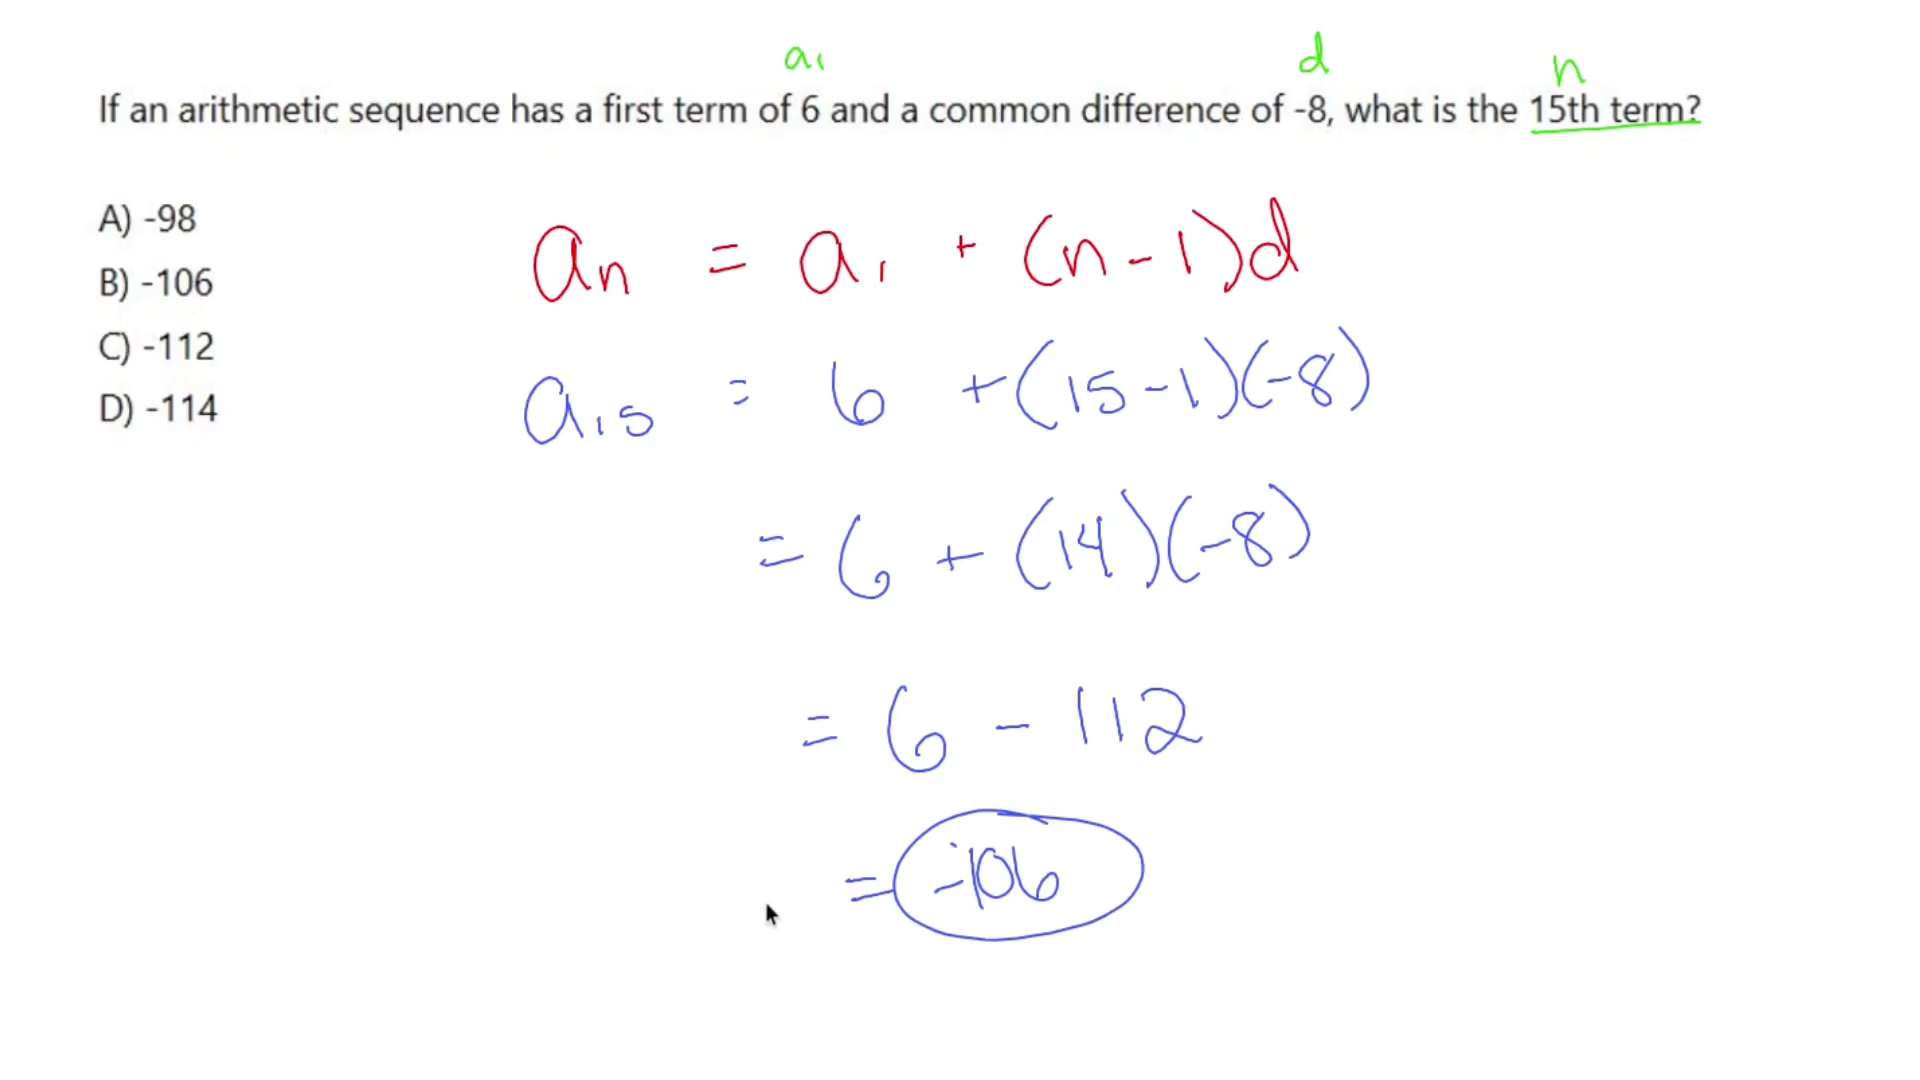 a₁ d n
If an arithmetic sequence has a first term of 6 and a common difference of -8, what is the 15th term?
A) -98
B) -106
C) -112
D) -114
aₙ = a₁ + (n-1)d
a₁₅ = 6 + (15-1)(-8)
= 6 + (14)(-8)
= 6 - 112
= -106